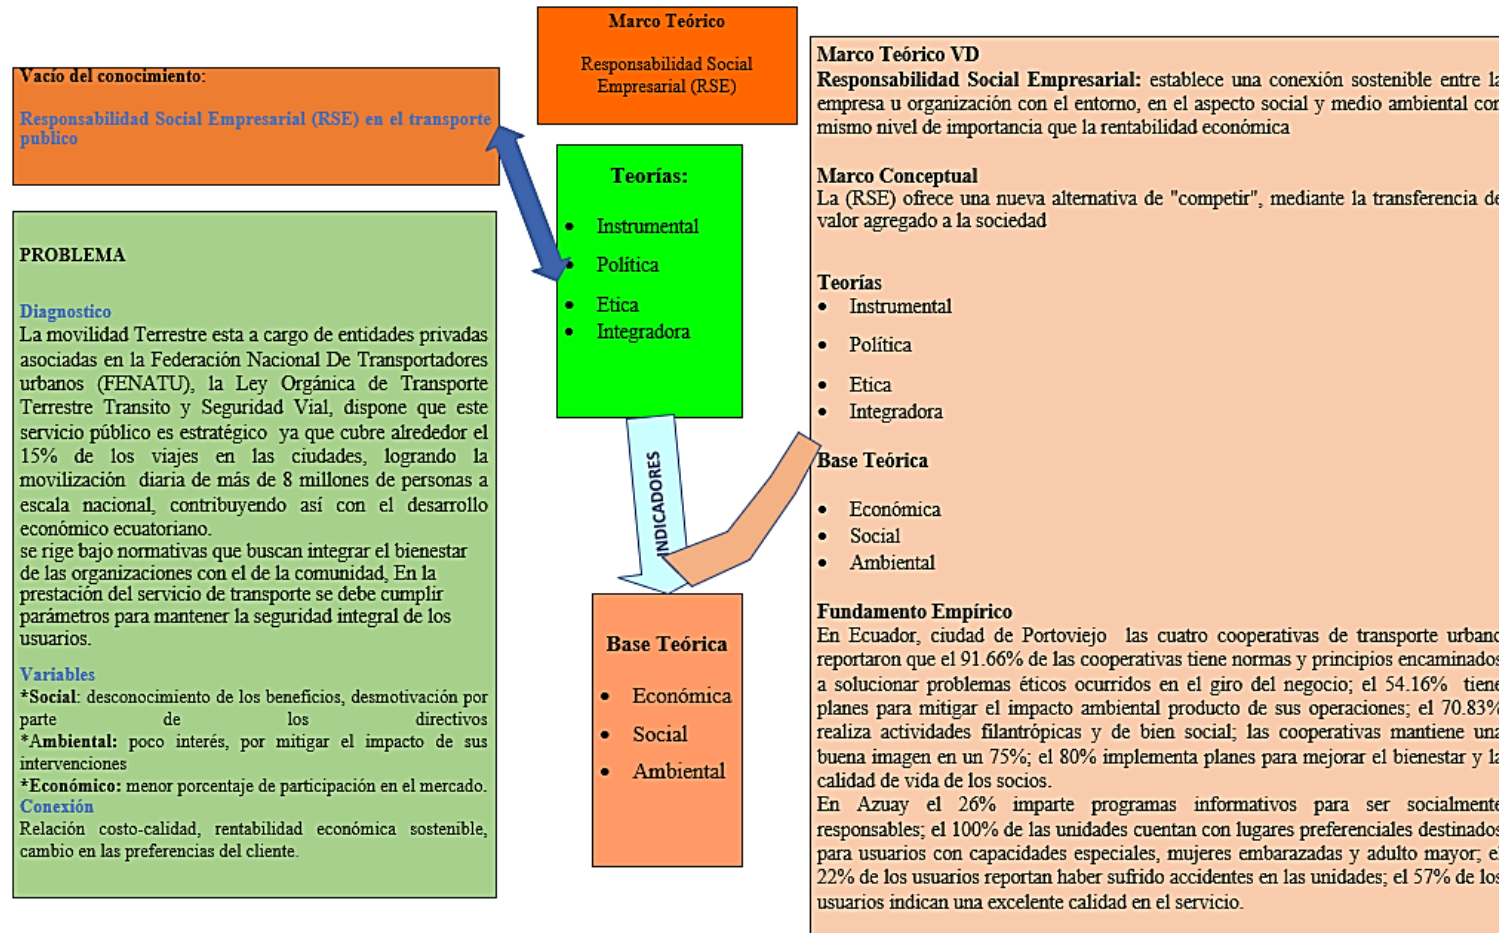 Marco Teórico
Responsabilidad Social
Empresarial (RSE)
Vacío del conocimiento:
Responsabilidad Social Empresarial (RSE) en el transporte
publico
PROBLEMA
Diagnostico
La movilidad Terrestre esta a cargo de entidades privadas
asociadas en la Federación Nacional De Transportadores
urbanos (FENATU), la Ley Orgánica de Transporte
Terrestre Transito y Seguridad Vial, dispone que este
servicio público es estratégico ya que cubre alrededor el
15% de los viajes en las ciudades, logrando la
movilización diaria de más de 8 millones de personas a
escala nacional, contribuyendo así con el desarrollo
económico ecuatoriano.
se rige bajo normativas que buscan integrar el bienestar
de las organizaciones con el de la comunidad, En la
prestación del servicio de transporte se debe cumplir
parámetros para mantener la seguridad integral de los
usuarios.
Variables
*Social: desconocimiento de los beneficios, desmotivación por
parte de los directivos
*Ambiental: poco interés, por mitigar el impacto de sus
intervenciones
*Económico: menor porcentaje de participación en el mercado.
Conexión
Relación costo-calidad, rentabilidad económica sostenible,
cambio en las preferencias del cliente.
Teorías:
• Instrumental
• Política
• Etica
• Integradora
INDICADORES
Base Teórica
• Económica
• Social
• Ambiental
Marco Teórico VD
Responsabilidad Social Empresarial: establece una conexión sostenible entre la
empresa u organización con el entorno, en el aspecto social y medio ambiental con
mismo nivel de importancia que la rentabilidad económica
Marco Conceptual
La (RSE) ofrece una nueva alternativa de "competir", mediante la transferencia de
valor agregado a la sociedad
Teorías
• Instrumental
• Política
• Etica
• Integradora
Base Teórica
• Económica
• Social
• Ambiental
Fundamento Empírico
En Ecuador, ciudad de Portoviejo las cuatro cooperativas de transporte urbano
reportaron que el 91.66% de las cooperativas tiene normas y principios encaminados
a solucionar problemas éticos ocurridos en el giro del negocio; el 54.16% tiene
planes para mitigar el impacto ambiental producto de sus operaciones; el 70.83%
realiza actividades filantrópicas y de bien social; las cooperativas mantiene una
buena imagen en un 75%; el 80% implementa planes para mejorar el bienestar y la
calidad de vida de los socios.
En Azuay el 26% imparte programas informativos para ser socialmente
responsables; el 100% de las unidades cuentan con lugares preferenciales destinados
para usuarios con capacidades especiales, mujeres embarazadas y adulto mayor; el
22% de los usuarios reportan haber sufrido accidentes en las unidades; el 57% de los
usuarios indican una excelente calidad en el servicio.